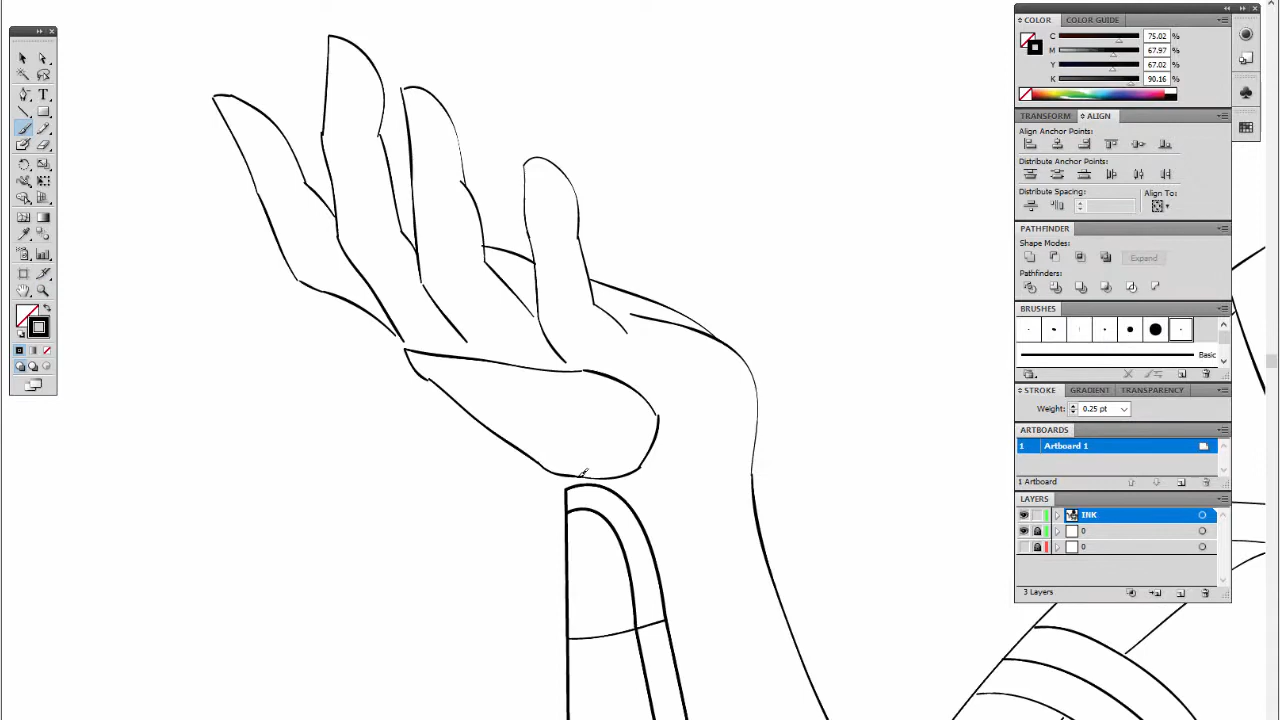 COLOR COLOR GUIDE
C 75.02 %
M 67.97 %
Y 67.02 %
K 90.16 %
TRANSFORM ALIGN
Align Anchor Points:
Distribute Anchor Points:
Distribute Spacing: Align To:
PATHFINDER
Shape Modes:
Expand
Pathfinders:
BRUSHES
Basic
STROKE GRADIENT TRANSPARENCY
Weight: 0.25 pt
ARTBOARDS
1 Artboard 1
1 Artboard
LAYERS
INK
0
0
3 Layers